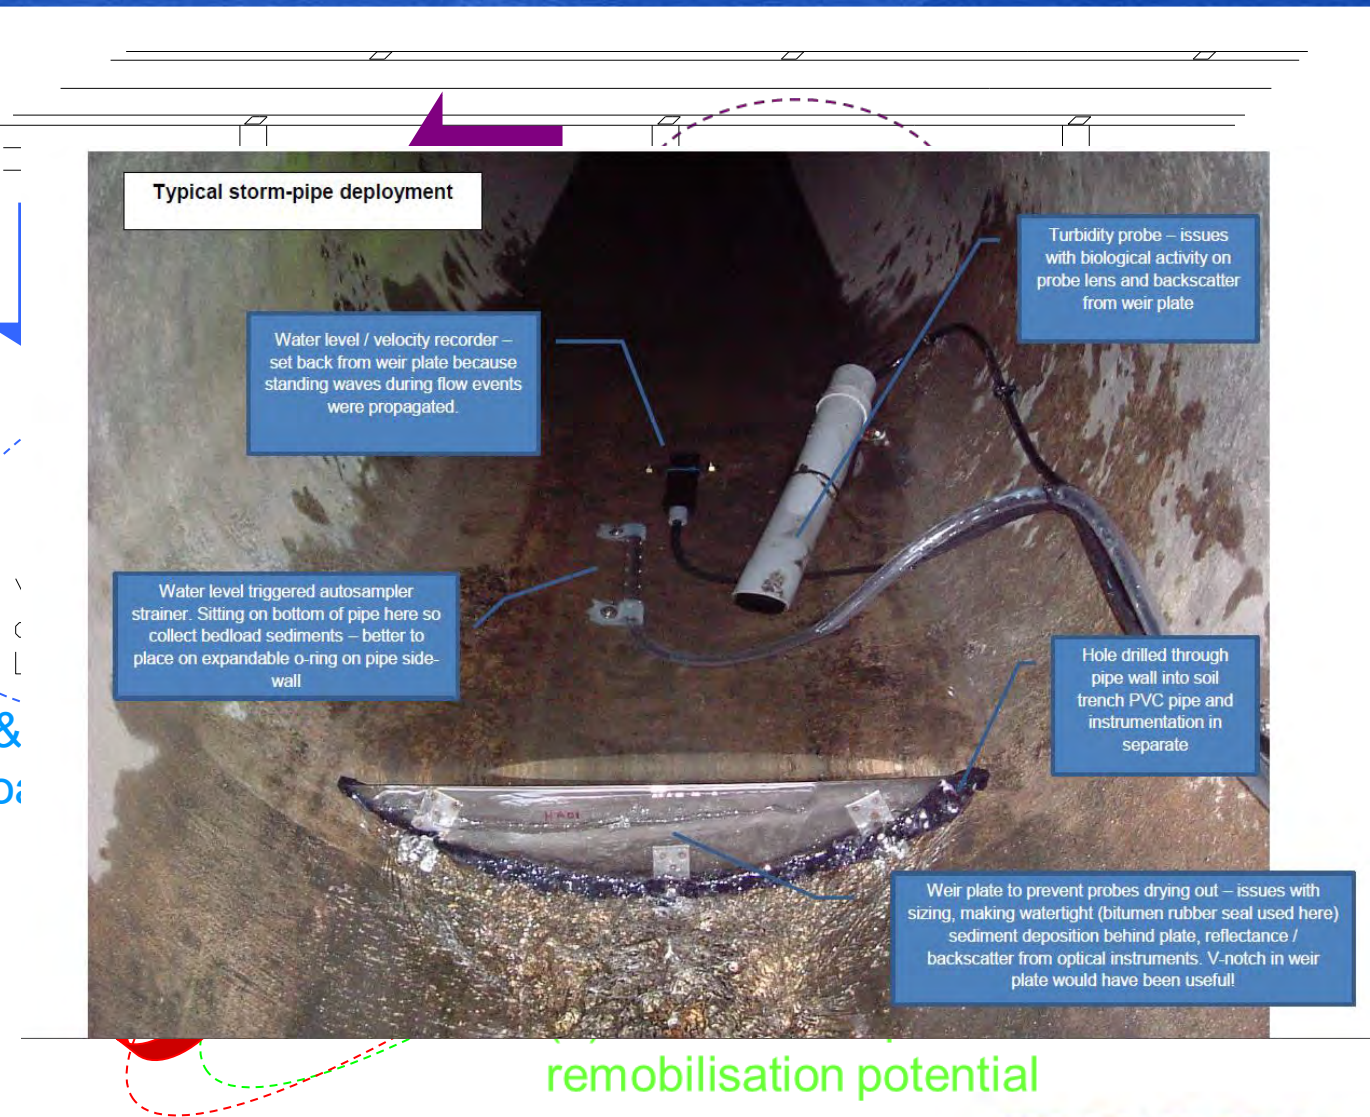 Typical storm-pipe deployment
Turbidity probe – issues
with biological activity on
probe lens and backscatter
from weir plate
Water level / velocity recorder –
set back from weir plate because
standing waves during flow events
were propagated.
Water level triggered autosampler
strainer. Sitting on bottom of pipe here so
collect bedload sediments – better to
place on expandable o-ring on pipe side-
wall
Hole drilled through
pipe wall into soil
trench PVC pipe and
instrumentation in
separate
&
Weir plate to prevent probes drying out – issues with
sizing, making watertight (bitumen rubber seal used here)
sediment deposition behind plate, reflectance /
backscatter from optical instruments. V-notch in weir
plate would have been useful!
remobilisation potential